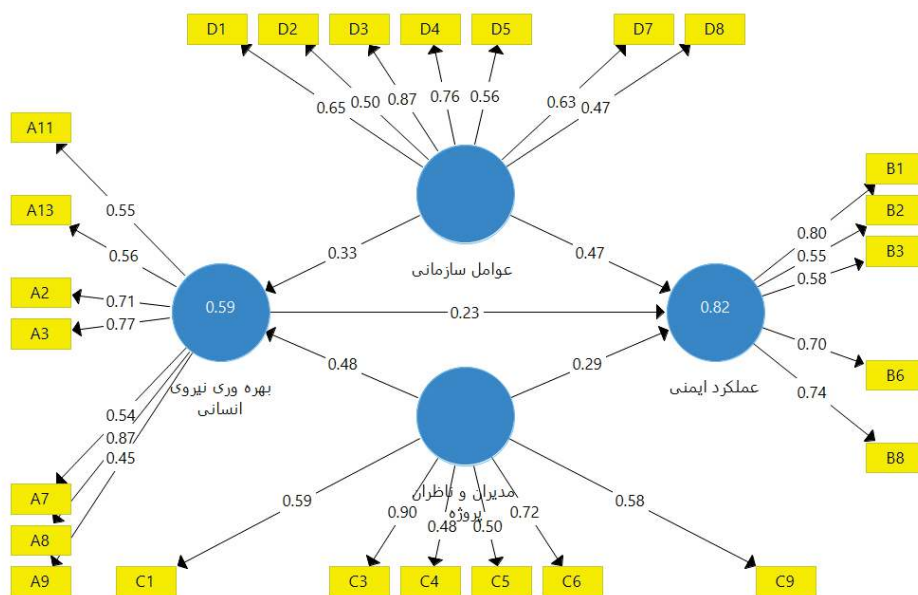 D1 D2 D3 D4 D5 D7 D8
0.65 0.50 0.87 0.76 0.56 0.63 0.47
A11
A13
A2
A3
0.55
0.56
0.71
0.77
B1
B2
B3
B6
B8
0.80
0.55
0.58
0.70
0.74
عوامل سازمانی
0.33
0.47
0.59
0.23
0.82
بهره وری نیروی
انسانی
عملکرد ایمنی
0.48
0.29
0.54
0.87
0.45
A7
A8
A9
مدیران و ناظران
پروژه
0.59
0.90
0.48
0.50
0.72
0.58
C1 C3 C4 C5 C6 C9